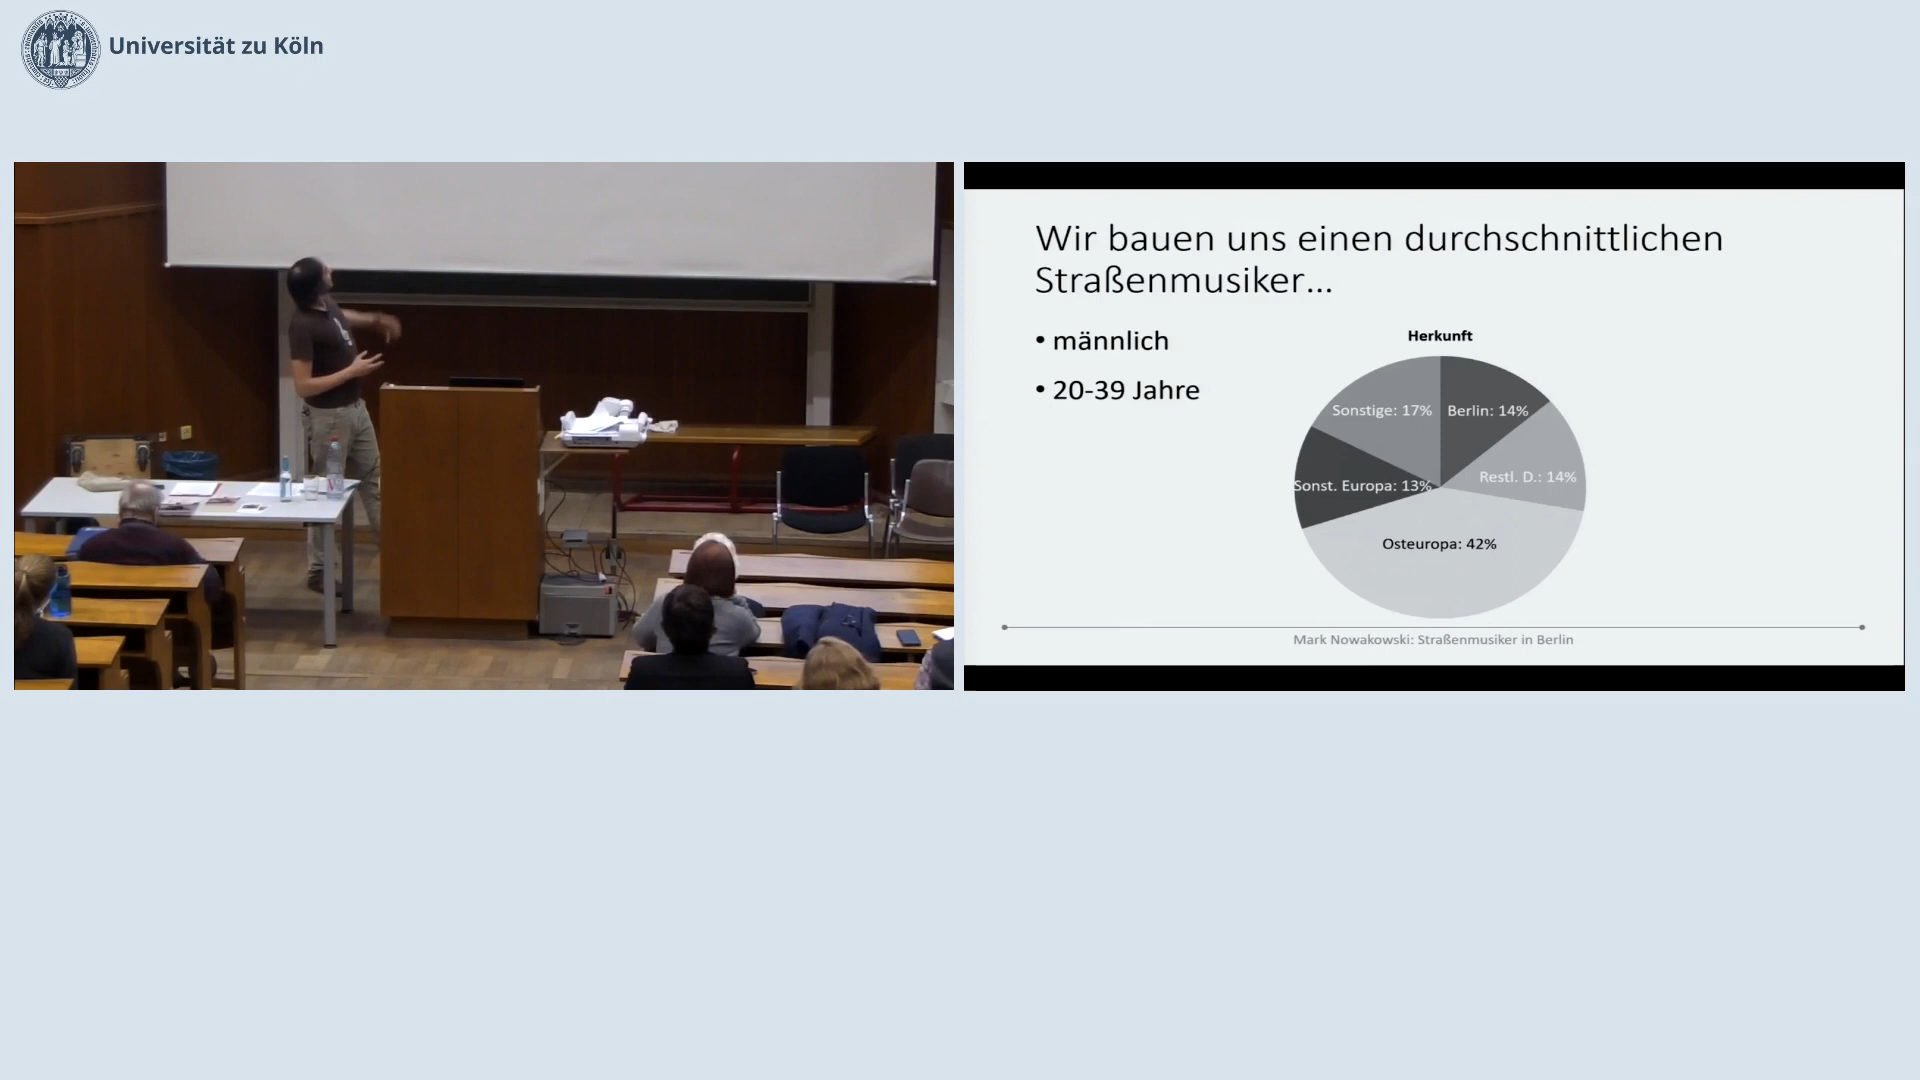 Universität zu Köln
Wir bauen uns einen durchschnittlichen
Straßenmusiker...
• männlich
• 20-39 Jahre
Herkunft
Sonstige: 17%
Berlin: 14%
Restl. D.: 14%
Sonst. Europa: 13%
Osteuropa: 42%
Mark Nowakowski: Straßenmusiker in Berlin